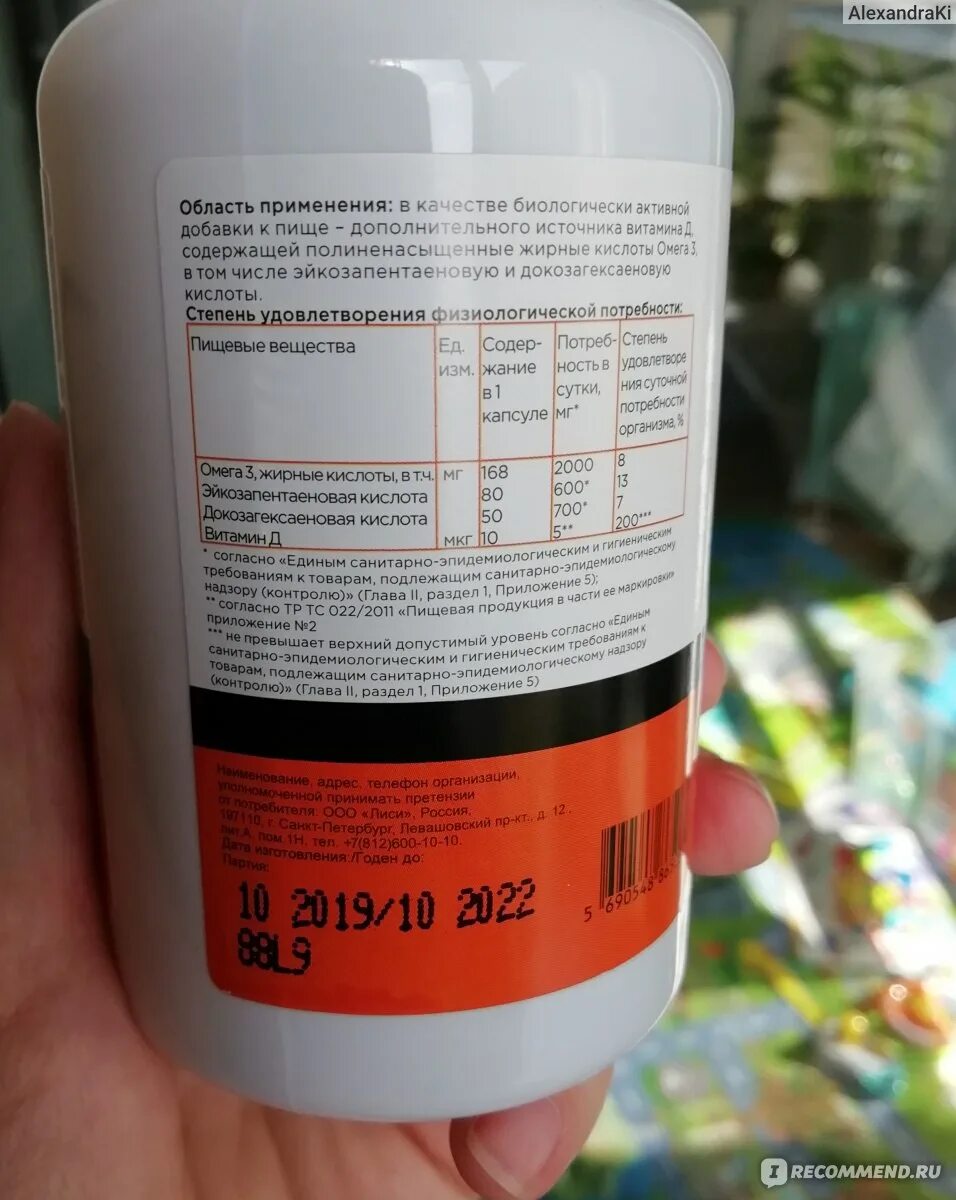 AlexandraKi
Область применения: в качестве биологически активной
добавки к пище – дополнительного источника витамина Д,
содержащей полиненасыщенные жирные кислоты Омега 3,
в том числе эйкозапентаеновую и докозагексаеновую
кислоты.
Степень удовлетворения физиологической потребности:
Пищевые вещества
Ед.
изм.
Содер-
жание
в 1
капсуле
Потреб-
ность в
сутки,
мг*
Степень
удовлетворе
ния суточной
потребности
организма, %
Омега 3, жирные кислоты, в т.ч. мг 168 2000 8
Эйкозапентаеновая кислота 80 600* 13
Докозагексаеновая кислота 50 700* 7
Витамин Д мкг 10 5** 200***
* согласно «Единым санитарно-эпидемиологическим и гигиеническим
требованиям к товарам, подлежащим санитарно-эпидемиологическому
надзору (контролю)» (Глава II, раздел 1, Приложение 5);
** согласно ТР ТС 022/2011 «Пищевая продукция в части ее маркировки»
приложение №2
*** не превышает верхний допустимый уровень согласно «Единым
санитарно-эпидемиологическим и гигиеническим требованиям к
товарам, подлежащим санитарно-эпидемиологическому надзору
(контролю)» (Глава II, раздел 1, Приложение 5)
Наименование, адрес, телефон организации,
уполномоченной принимать претензии
от потребителя: ООО «Лиси», Россия,
197110, г. Санкт-Петербург, Левашовский пр-кт., д. 12.,
лит.А, пом.1Н, тел. +7(812)600-10-10.
Дата изготовления:/Годен до:
Партия:
10 2019/10 2022
88L9
5 690548 86
IRECOMMEND.RU